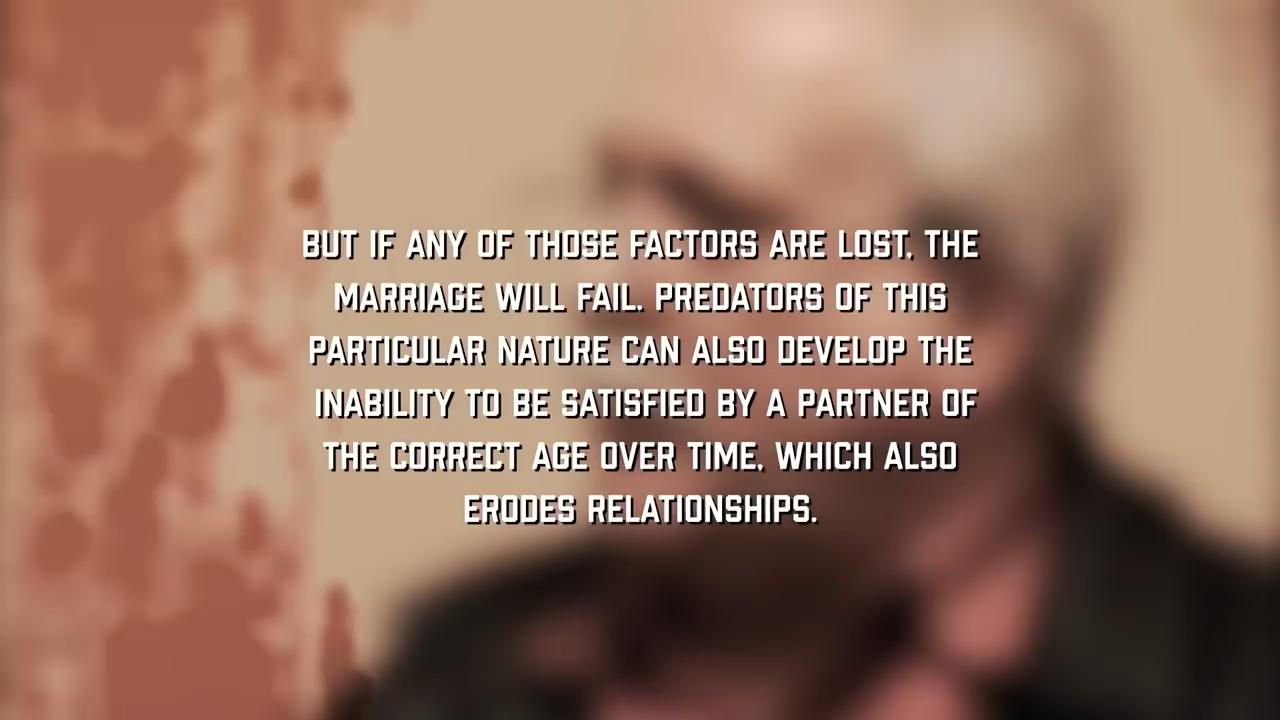 BUT IF ANY OF THOSE FACTORS ARE LOST, THE
MARRIAGE WILL FAIL. PREDATORS OF THIS
PARTICULAR NATURE CAN ALSO DEVELOP THE
INABILITY TO BE SATISFIED BY A PARTNER OF
THE CORRECT AGE OVER TIME, WHICH ALSO
ERODES RELATIONSHIPS.